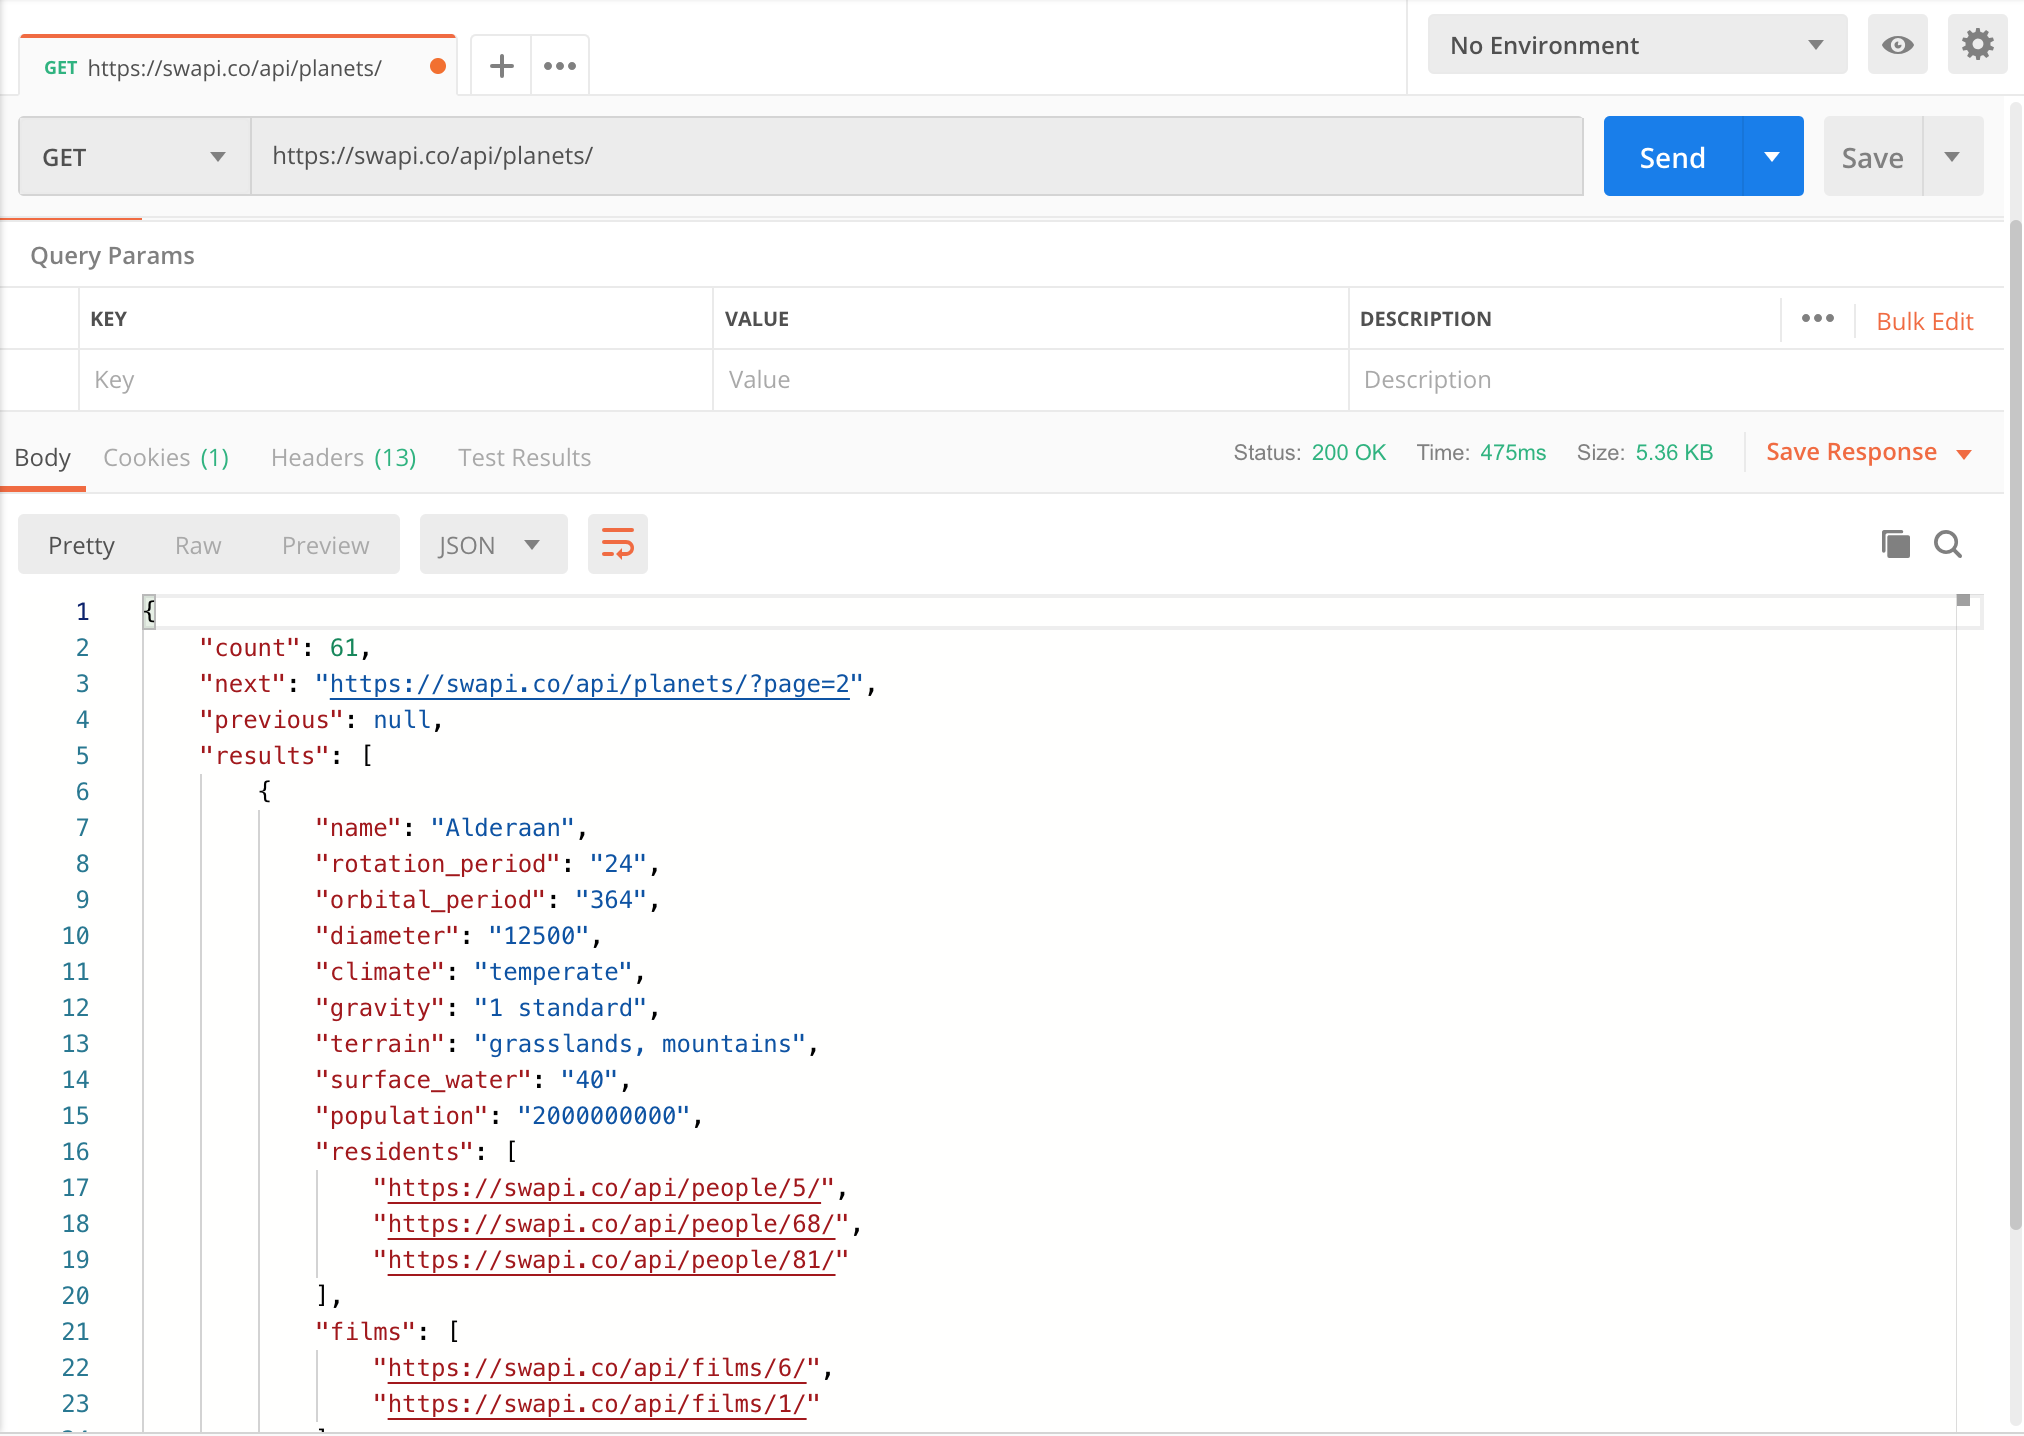 GET https://swapi.co/api/planets/
No Environment
GET https://swapi.co/api/planets/ Send Save
Query Params
KEY VALUE DESCRIPTION Bulk Edit
Key Value Description
Body Cookies (1) Headers (13) Test Results Status: 200 OK Time: 475ms Size: 5.36 KB Save Response
Pretty Raw Preview JSON
1 {
2 "count": 61,
3 "next": "https://swapi.co/api/planets/?page=2",
4 "previous": null,
5 "results": [
6 {
7 "name": "Alderaan",
8 "rotation_period": "24",
9 "orbital_period": "364",
10 "diameter": "12500",
11 "climate": "temperate",
12 "gravity": "1 standard",
13 "terrain": "grasslands, mountains",
14 "surface_water": "40",
15 "population": "2000000000",
16 "residents": [
17 "https://swapi.co/api/people/5/",
18 "https://swapi.co/api/people/68/",
19 "https://swapi.co/api/people/81/"
20 ],
21 "films": [
22 "https://swapi.co/api/films/6/",
23 "https://swapi.co/api/films/1/"